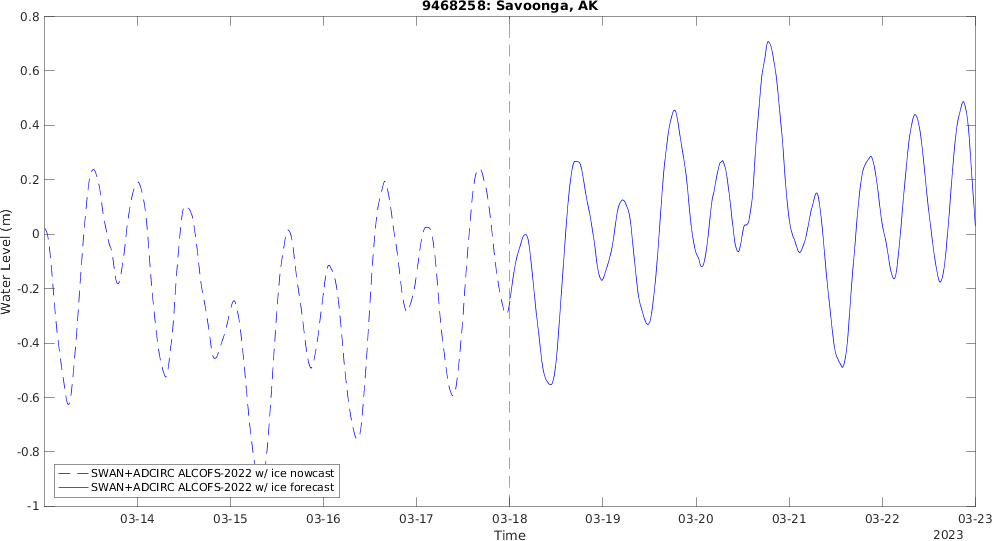 9468258: Savoonga, AK
0.8
0.6
0.4
0.2
0
-0.2
-0.4
-0.6
-0.8
-1
Water Level (m)
SWAN+ADCIRC ALCOFS-2022 w/ ice nowcast
SWAN+ADCIRC ALCOFS-2022 w/ ice forecast
03-14 03-15 03-16 03-17 03-18 03-19 03-20 03-21 03-22 03-23
Time
2023